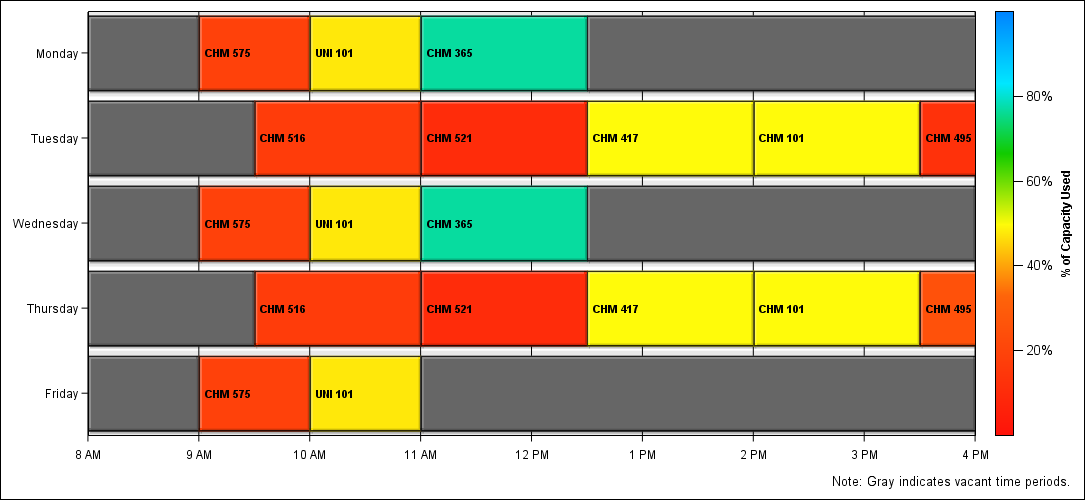 Monday
CHM 575
UNI 101
CHM 365
80%
Tuesday
CHM 516
CHM 521
CHM 417
CHM 101
CHM 495
60%
Wednesday
CHM 575
UNI 101
CHM 365
% of Capacity Used
40%
Thursday
CHM 516
CHM 521
CHM 417
CHM 101
CHM 495
20%
Friday
CHM 575
UNI 101
8 AM
9 AM
10 AM
11 AM
12 PM
1 PM
2 PM
3 PM
4 PM
Note: Gray indicates vacant time periods.